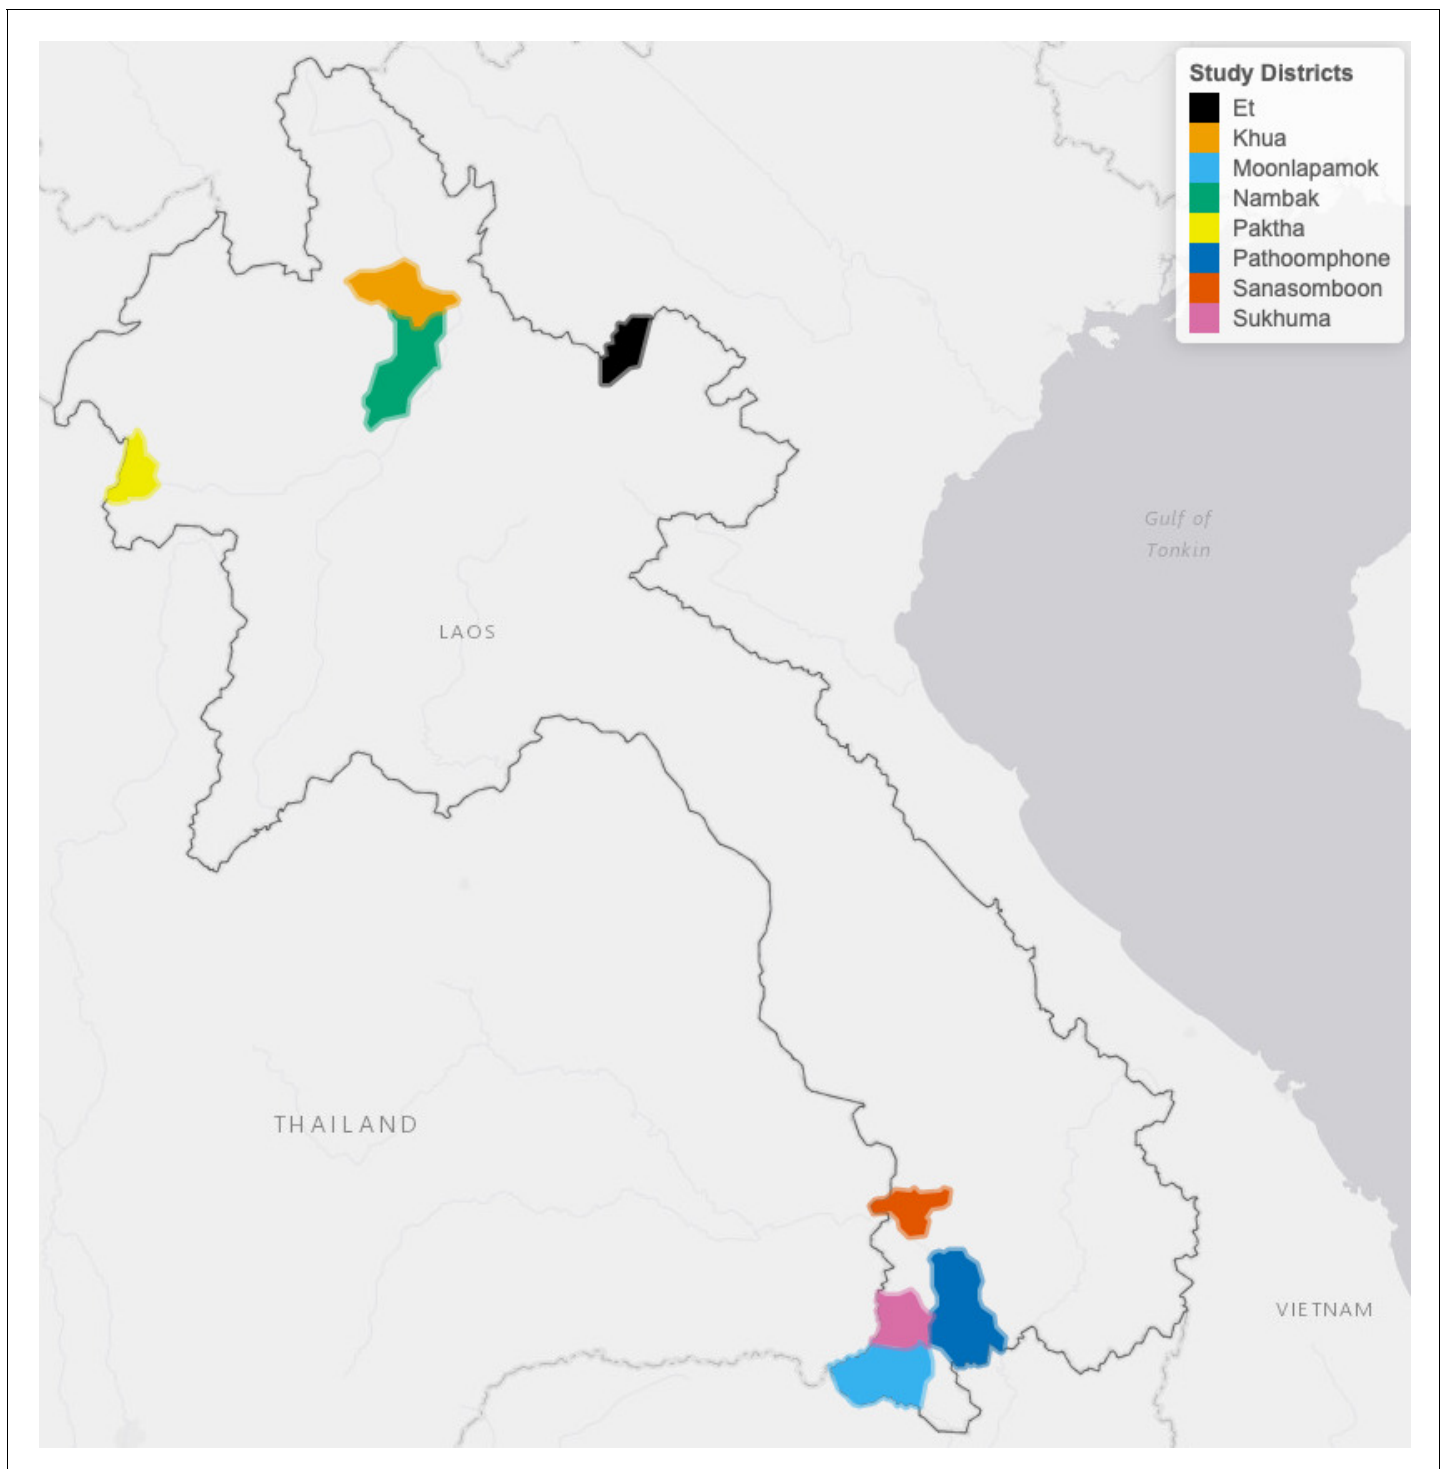 Study Districts
Et
Khua
Moonlapamok
Nambak
Paktha
Pathoomphone
Sanasomboon
Sukhuma
Gulf of
Tonkin
LAOS
THAILAND
VIETNAM